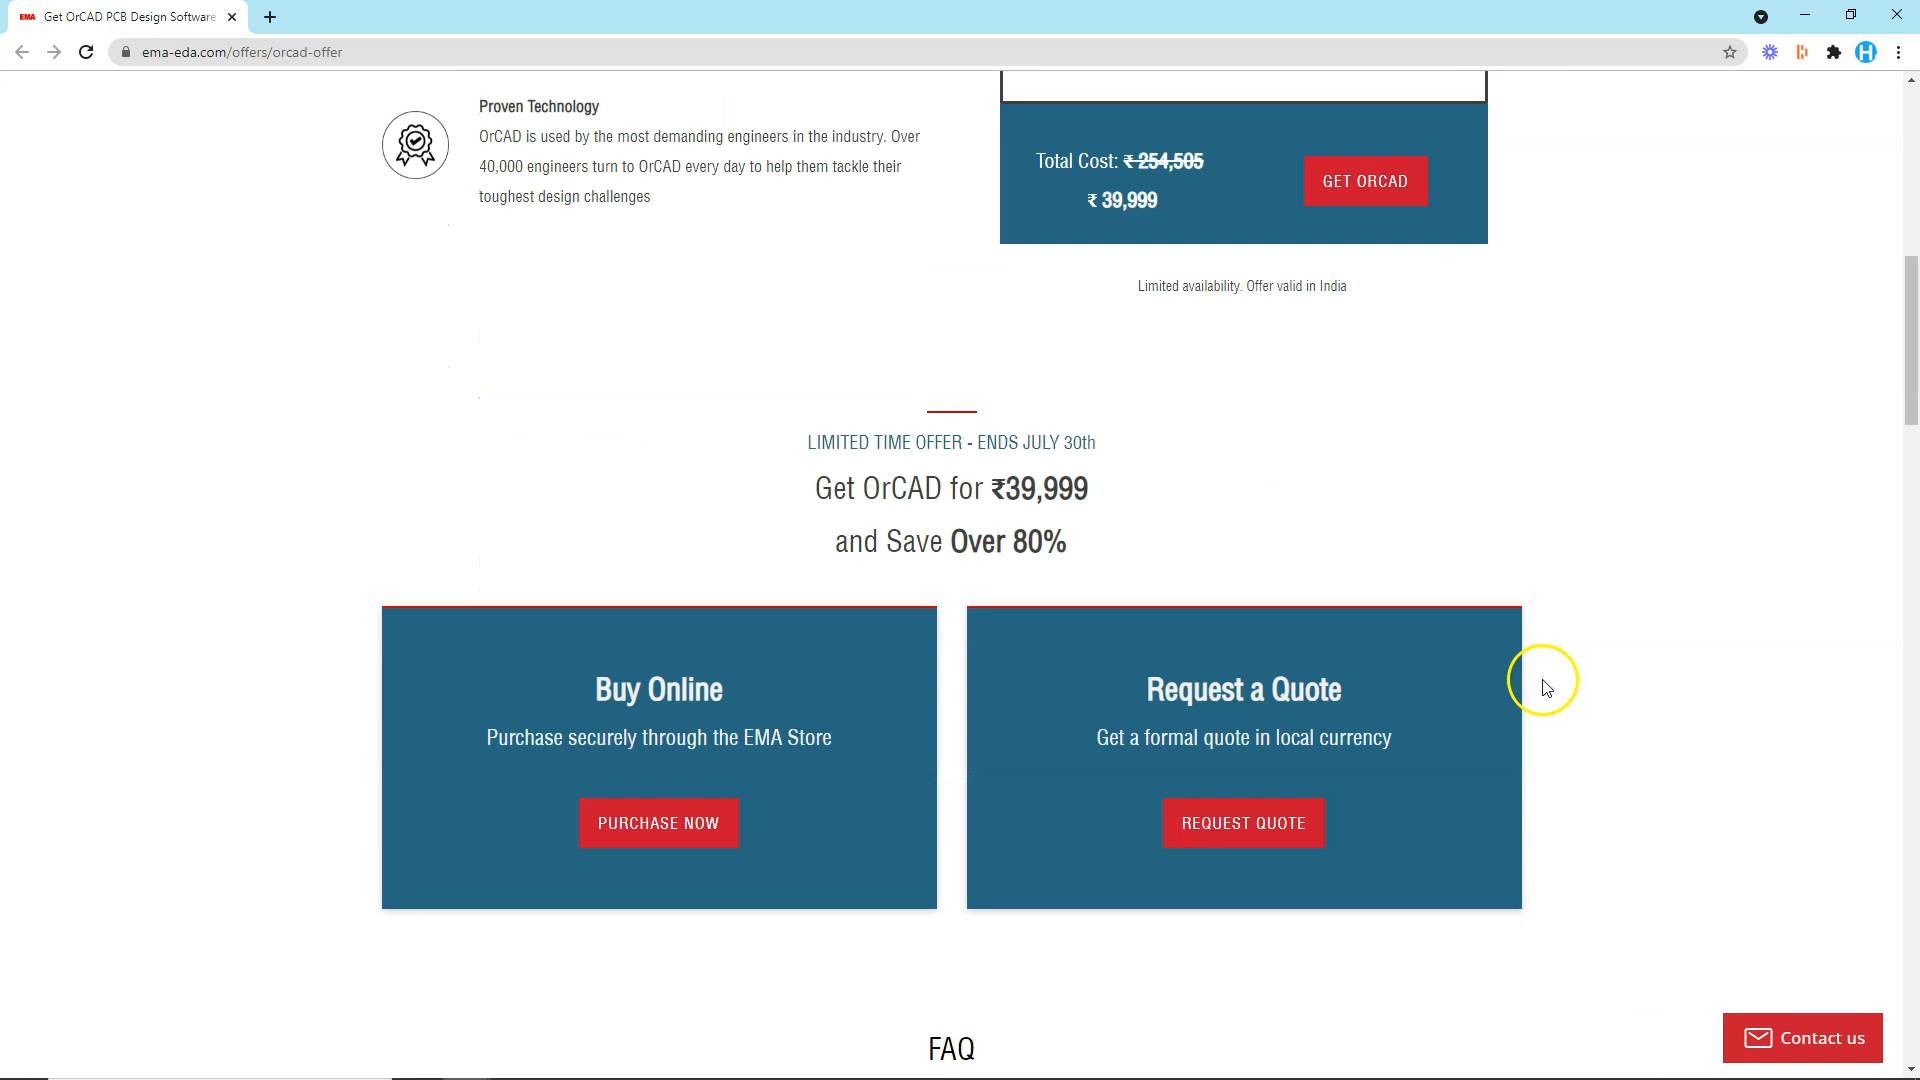 EMA Get OrCAD PCB Design Software
ema-eda.com/offers/orcad-offer
H
Proven Technology
OrCAD is used by the most demanding engineers in the industry. Over
40,000 engineers turn to OrCAD every day to help them tackle their
toughest design challenges
Total Cost: ₹ 254,505
₹ 39,999
GET ORCAD
Limited availability. Offer valid in India
LIMITED TIME OFFER - ENDS JULY 30th
Get OrCAD for ₹39,999
and Save Over 80%
Buy Online
Purchase securely through the EMA Store
PURCHASE NOW
Request a Quote
Get a formal quote in local currency
REQUEST QUOTE
FAQ
Contact us